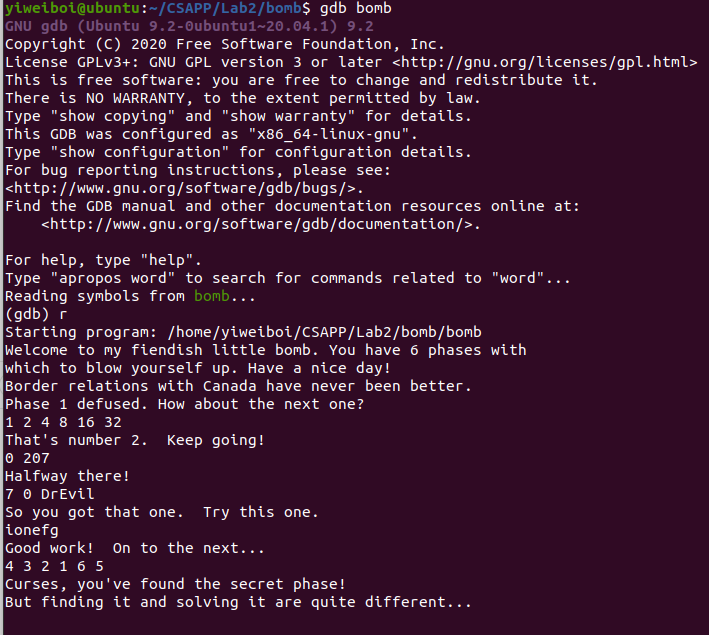 yiweiboi@ubuntu:~/CSAPP/Lab2/bomb$ gdb bomb
GNU gdb (Ubuntu 9.2-0ubuntu1~20.04.1) 9.2
Copyright (C) 2020 Free Software Foundation, Inc.
License GPLv3+: GNU GPL version 3 or later <http://gnu.org/licenses/gpl.html>
This is free software: you are free to change and redistribute it.
There is NO WARRANTY, to the extent permitted by law.
Type "show copying" and "show warranty" for details.
This GDB was configured as "x86_64-linux-gnu".
Type "show configuration" for configuration details.
For bug reporting instructions, please see:
<http://www.gnu.org/software/gdb/bugs/>.
Find the GDB manual and other documentation resources online at:
    <http://www.gnu.org/software/gdb/documentation/>.

For help, type "help".
Type "apropos word" to search for commands related to "word"...
Reading symbols from bomb...
(gdb) r
Starting program: /home/yiweiboi/CSAPP/Lab2/bomb/bomb
Welcome to my fiendish little bomb. You have 6 phases with
which to blow yourself up. Have a nice day!
Border relations with Canada have never been better.
Phase 1 defused. How about the next one?
1 2 4 8 16 32
That's number 2.  Keep going!
0 207
Halfway there!
7 0 DrEvil
So you got that one.  Try this one.
ionefg
Good work!  On to the next...
4 3 2 1 6 5
Curses, you've found the secret phase!
But finding it and solving it are quite different...